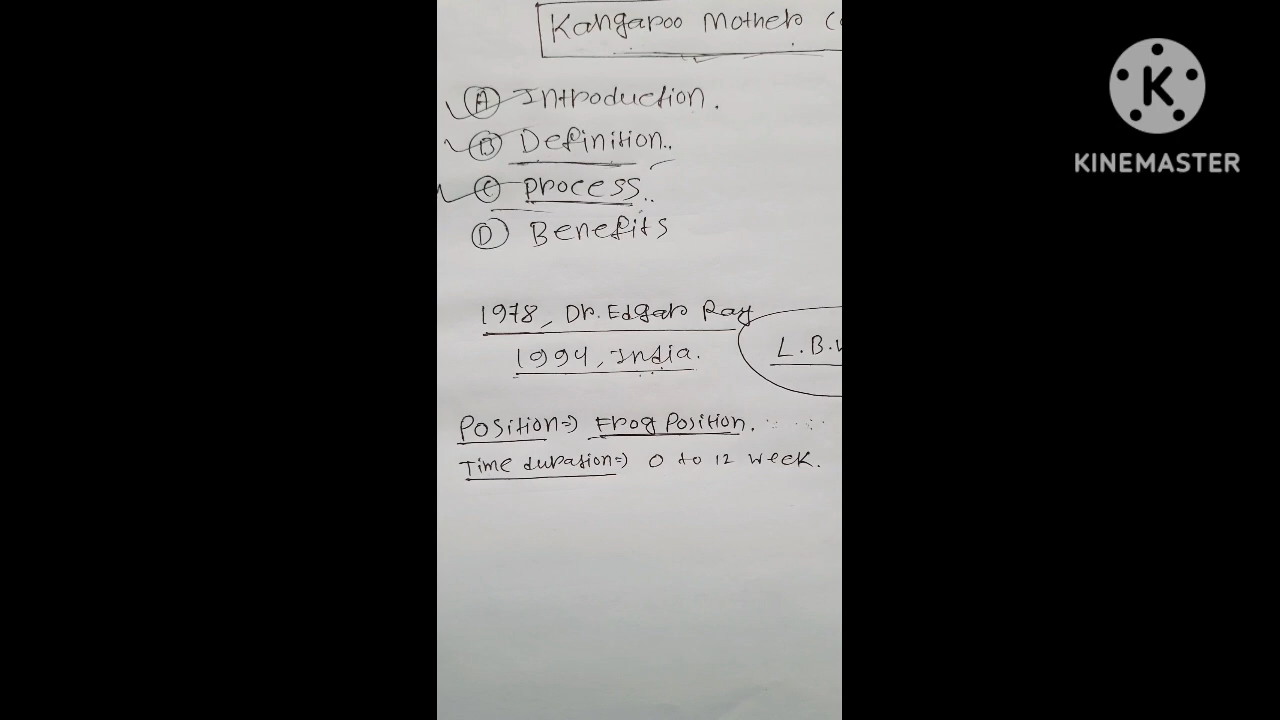 Kangaroo Mother (
A Introduction.
B Definition..
C Process..
D Benefits
1978, Dr. Edgar Ray
1994, India.
L.B.W
Position => Frog Position.
Time duration => 0 to 12 week.
K
KINEMASTER